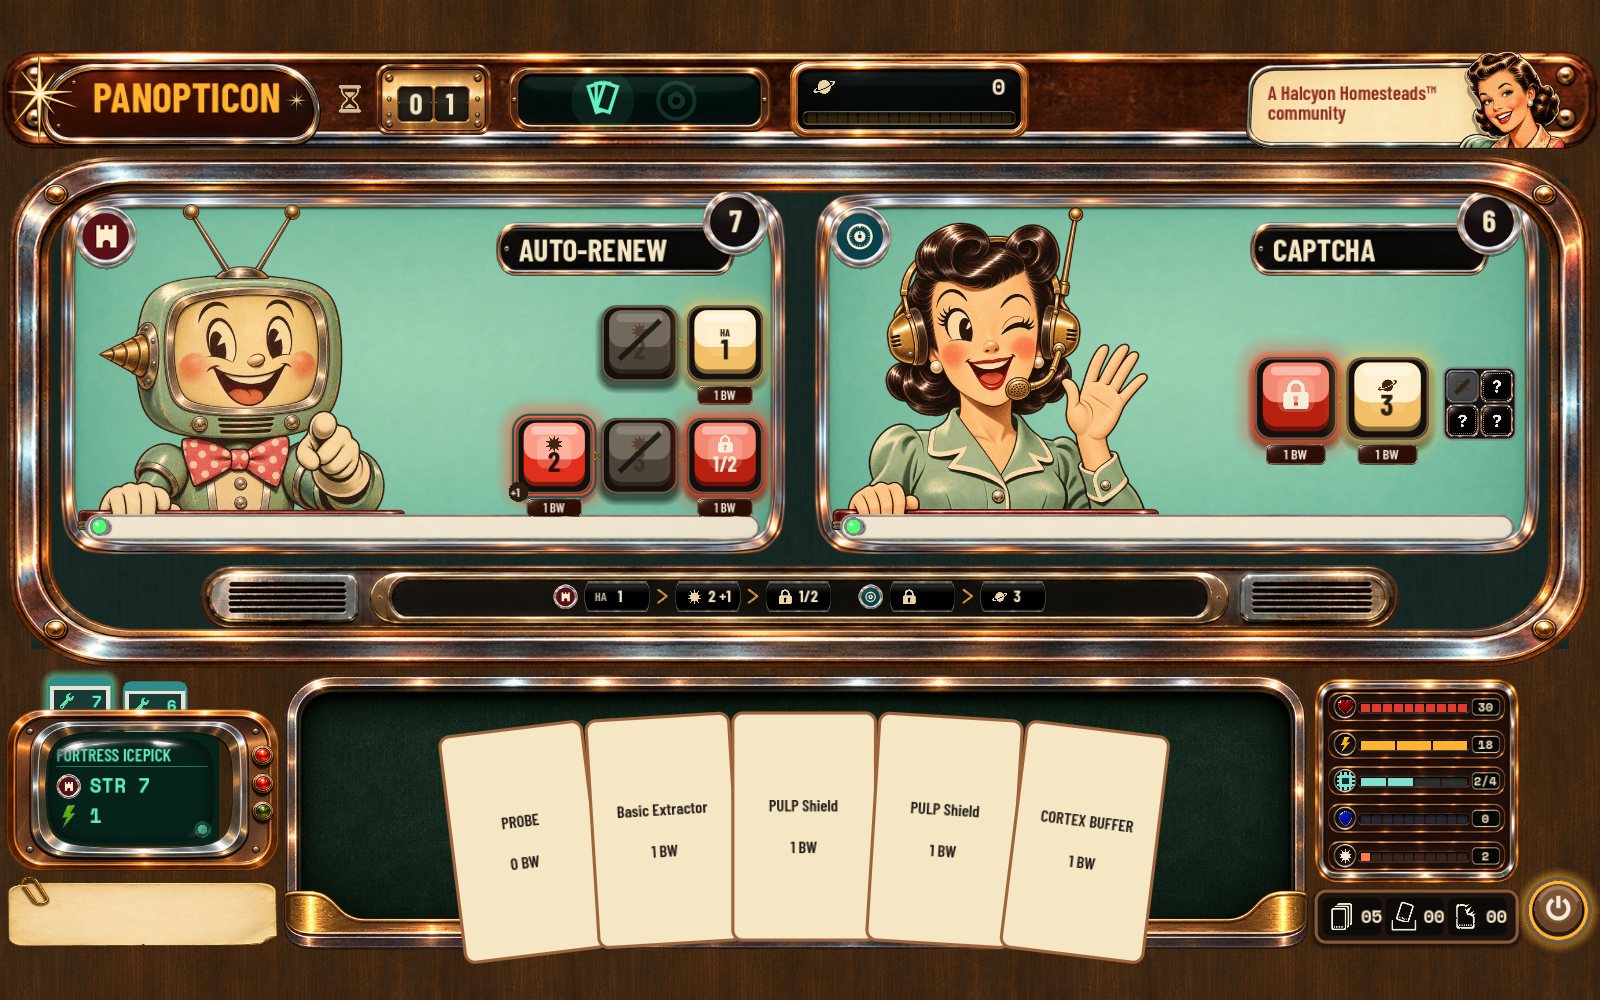 PANOPTICON
0 1
0
A Halcyon Homesteads™
community
7
AUTO-RENEW
HA
1
1 BW
2
+1
1 BW
1/2
1 BW
6
CAPTCHA
1 BW
3
1 BW
?
? ?
HA 1
2 +1
1/2
3
7
6
FORTRESS ICEPICK
STR 7
1
PROBE
0 BW
Basic Extractor
1 BW
PULP Shield
1 BW
PULP Shield
1 BW
CORTEX BUFFER
1 BW
30
18
2/4
0
2
05 00 00